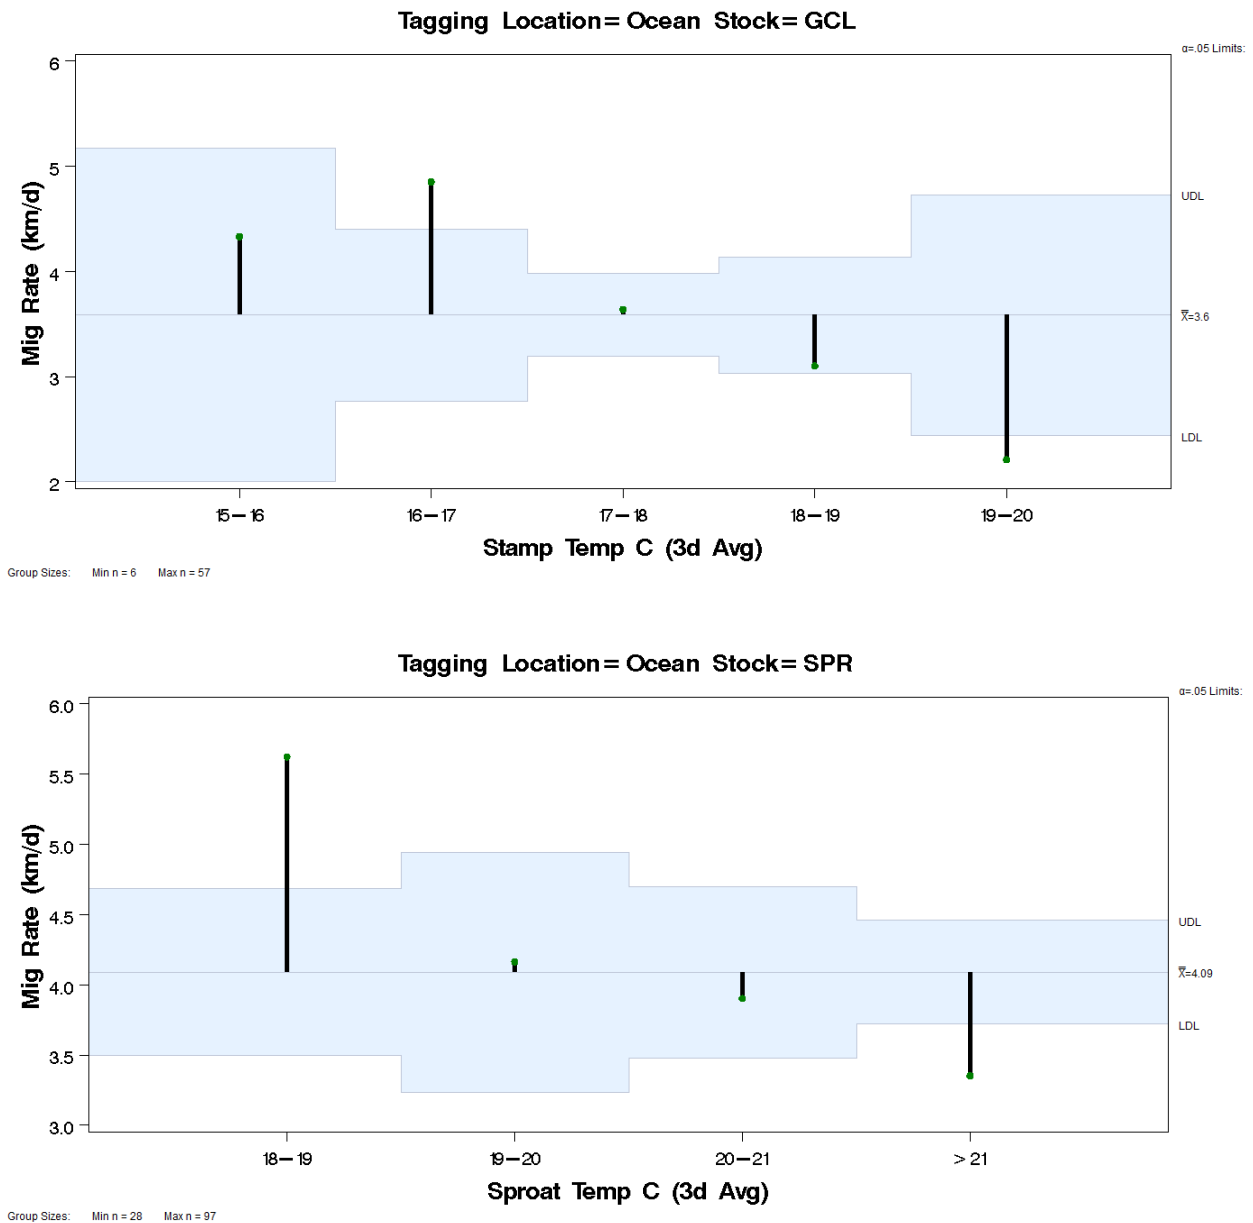 Tagging Location= Ocean Stock= GCL
α=.05 Limits:
6
5
4
3
2
Mig Rate (km/d)
UDL
X=3.6
LDL
15-16 16-17 17-18 18-19 19-20
Stamp Temp C (3d Avg)
Group Sizes: Min n = 6 Max n = 57
Tagging Location= Ocean Stock= SPR
α=.05 Limits:
6.0
5.5
5.0
4.5
4.0
3.5
3.0
Mig Rate (km/d)
UDL
X=4.09
LDL
18-19 19-20 20-21 > 21
Sproat Temp C (3d Avg)
Group Sizes: Min n = 28 Max n = 97